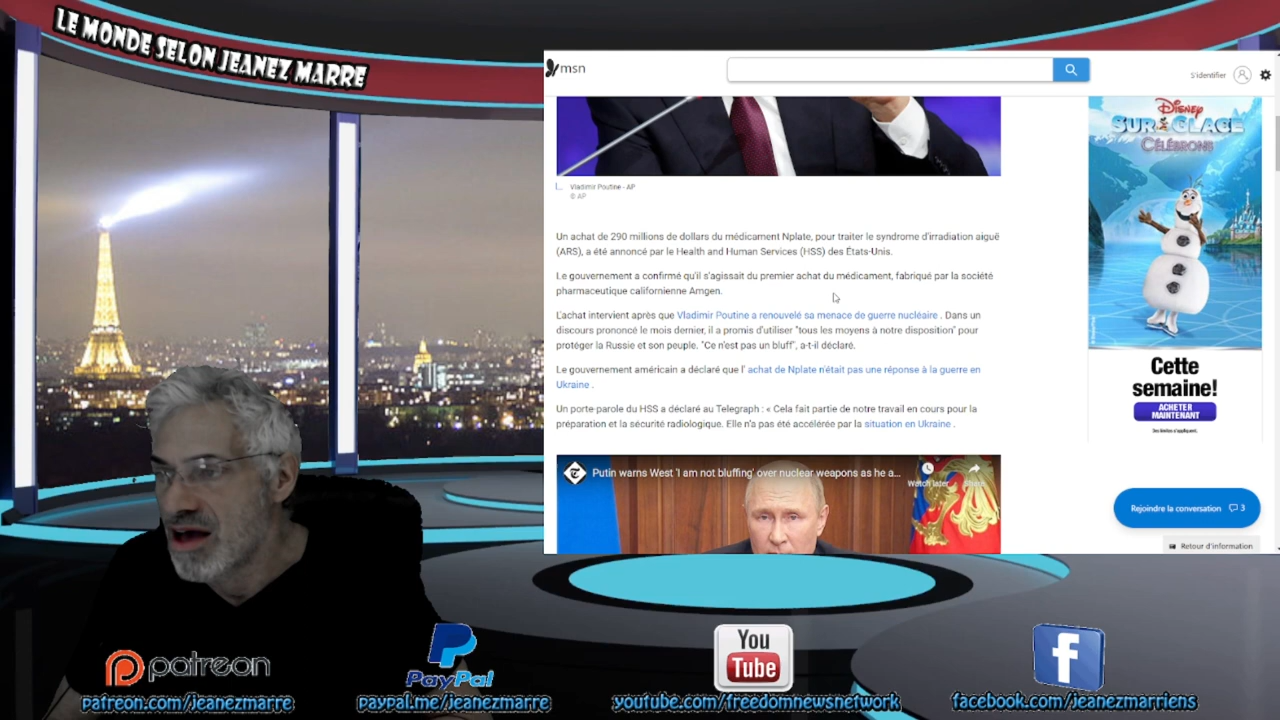 LE MONDE SELON JEANEZ MARRE
msn
S'identifier
Vladimir Poutine - AP
© AP
Un achat de 290 millions de dollars du médicament Nplate, pour traiter le syndrome d'irradiation aiguë
(ARS), a été annoncé par le Health and Human Services (HSS) des États-Unis.
Le gouvernement a confirmé qu'il s'agissait du premier achat du médicament, fabriqué par la société
pharmaceutique californienne Amgen.
L'achat intervient après que Vladimir Poutine a renouvelé sa menace de guerre nucléaire . Dans un
discours prononcé le mois dernier, il a promis d'utiliser "tous les moyens à notre disposition" pour
protéger la Russie et son peuple. "Ce n'est pas un bluff", a-t-il déclaré.
Le gouvernement américain a déclaré que l' achat de Nplate n'était pas une réponse à la guerre en
Ukraine .
Un porte-parole du HSS a déclaré au Telegraph : « Cela fait partie de notre travail en cours pour la
préparation et la sécurité radiologique. Elle n'a pas été accélérée par la situation en Ukraine .
Putin warns West 'I am not bluffing' over nuclear weapons as he a...
Watch later
Share
Disney
SUR GLACE
CÉLÉBRONS
Cette
semaine!
ACHETER
MAINTENANT
Rejoindre la conversation 3
Retour d'information
patreon
patreon.com/jeanezmarre
PayPal
paypal.me/jeanezmarre
You
Tube
youtube.com/freedomnewsnetwork
f
facebook.com/jeanezmarriens